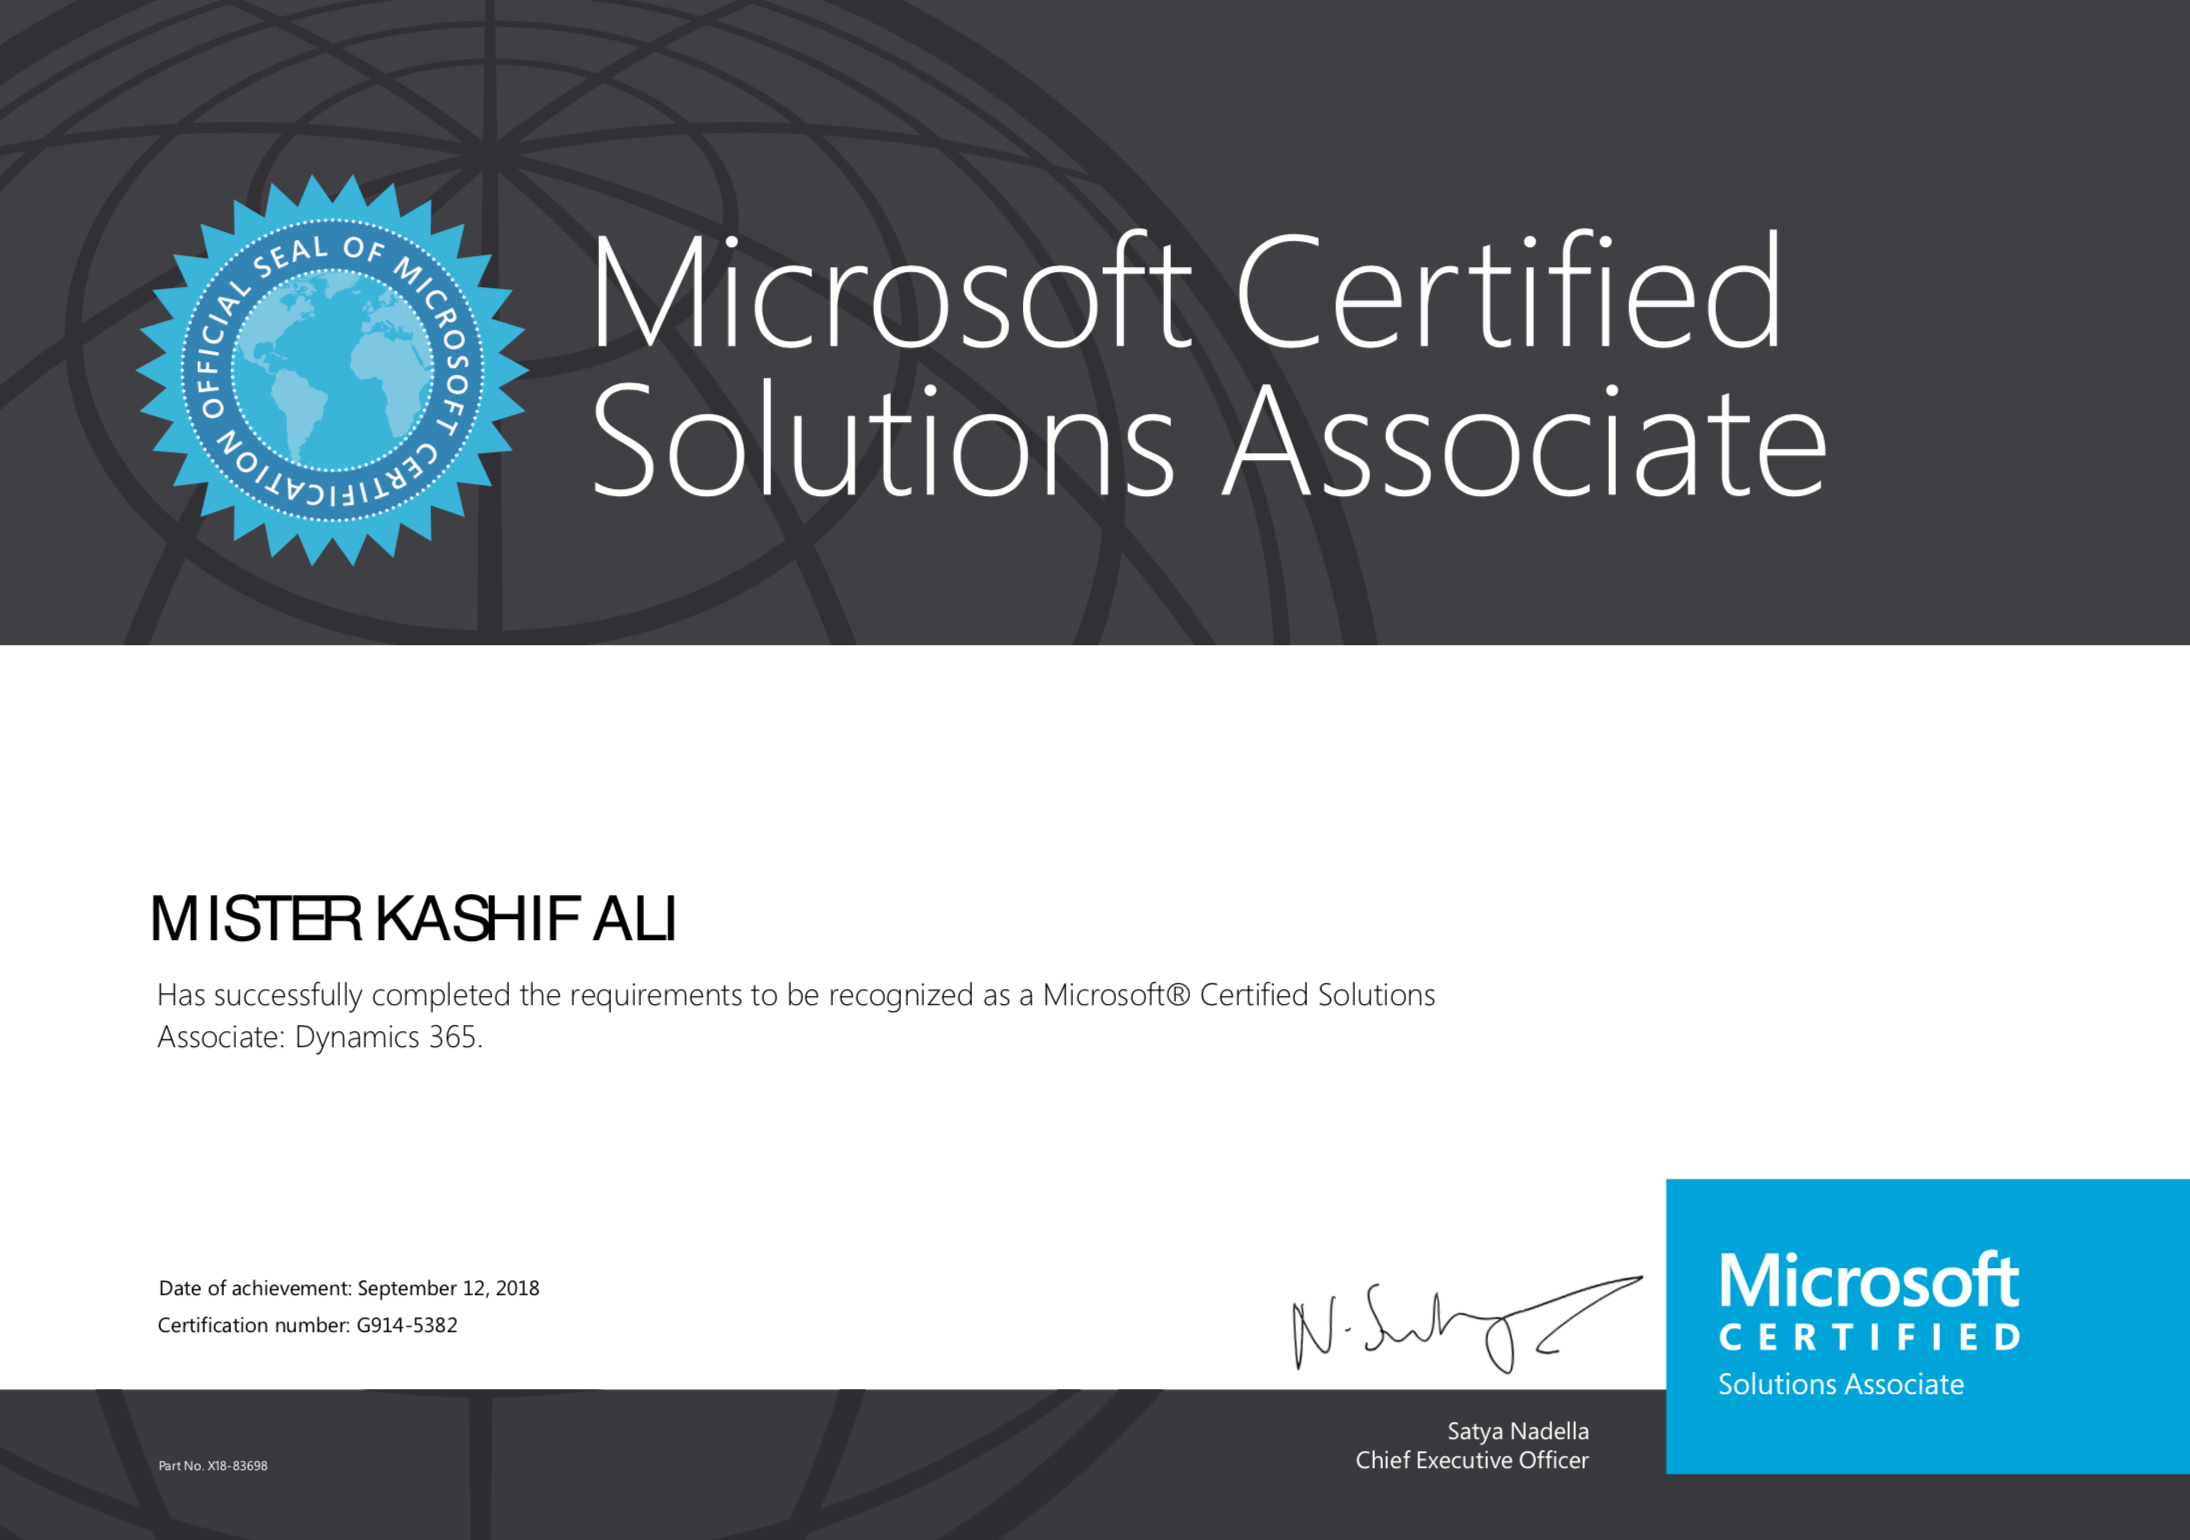 OFFICIAL SEAL OF MICROSOFT CERTIFICATION
Microsoft Certified
Solutions Associate
MISTER KASHIF ALI
Has successfully completed the requirements to be recognized as a Microsoft® Certified Solutions
Associate: Dynamics 365.
Date of achievement: September 12, 2018
Certification number: G914-5382
N. Satya
Microsoft
CERTIFIED
Solutions Associate
Satya Nadella
Chief Executive Officer
Part No. X18-83698